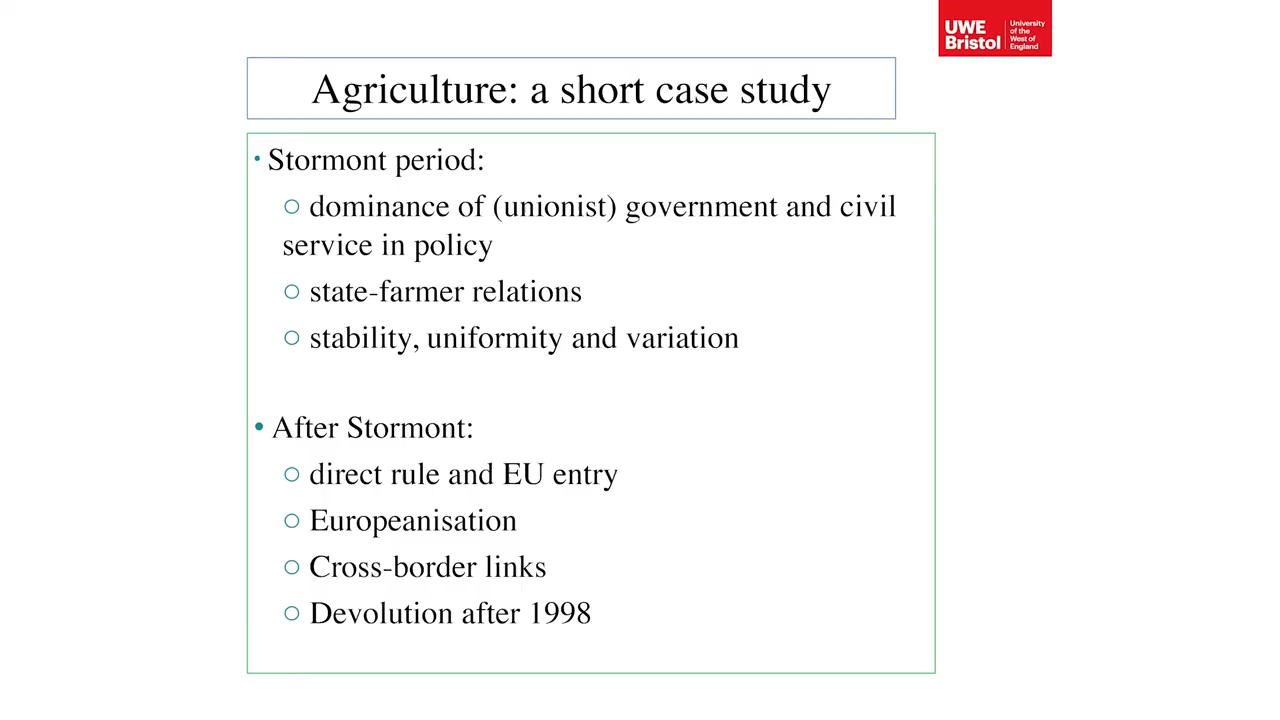 UWE Bristol
University of the West of England
Agriculture: a short case study
• Stormont period:
○ dominance of (unionist) government and civil
service in policy
○ state-farmer relations
○ stability, uniformity and variation
• After Stormont:
○ direct rule and EU entry
○ Europeanisation
○ Cross-border links
○ Devolution after 1998